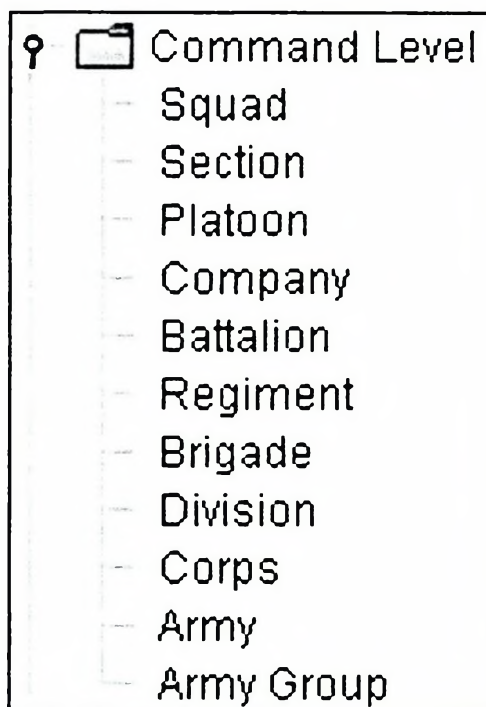 Command Level
Squad
Section
Platoon
Company
Battalion
Regiment
Brigade
Division
Corps
Army
Army Group